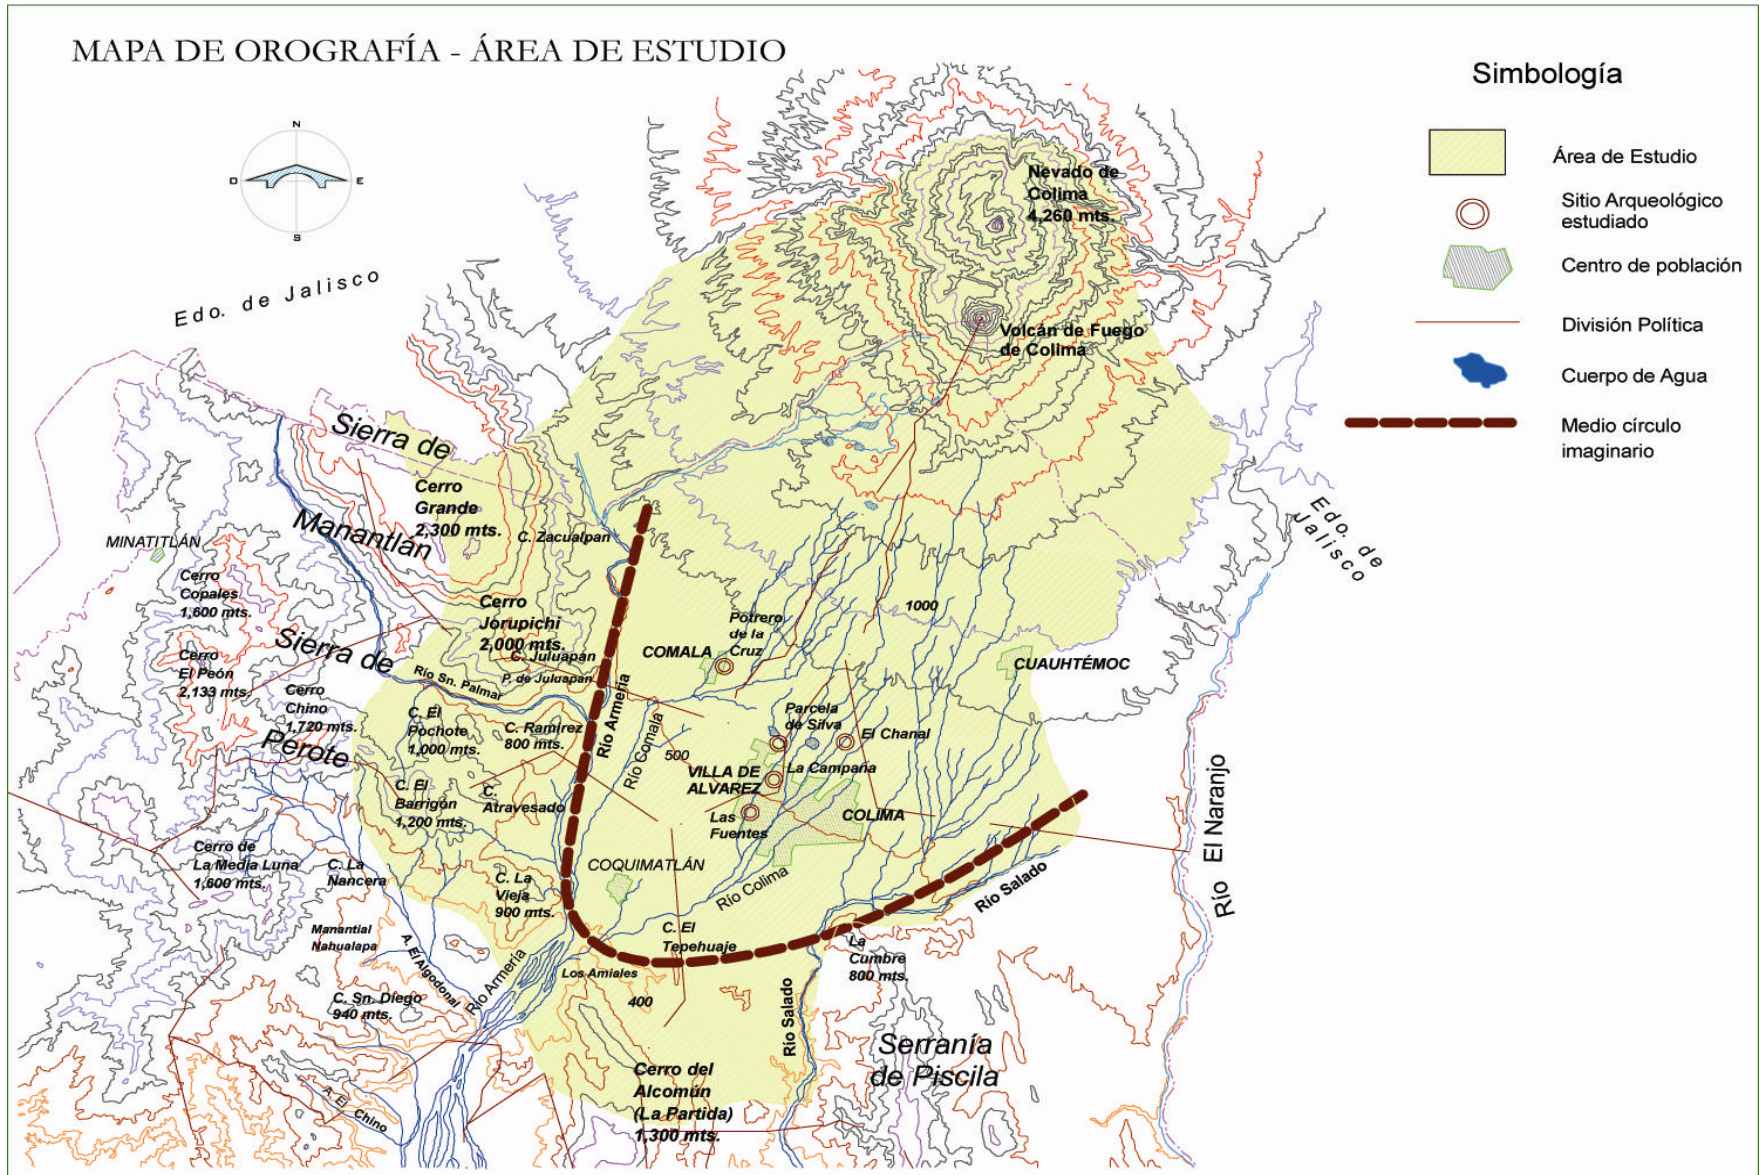 MAPA DE OROGRAFÍA - ÁREA DE ESTUDIO
N
O
E
S
Edo. de Jalisco
Simbología
Área de Estudio
Sitio Arqueológico
estudiado
Centro de población
División Política
Cuerpo de Agua
Medio círculo
imaginario
Nevado de
Colima
4,260 mts.
Volcán de Fuego
de Colima
Edo. de
Jalisco
Sierra de
Manantlán
Cerro
Grande
2,300 mts.
C. Zacualpan
MINATITLÁN
Cerro
Copales
1,600 mts.
Cerro
El Peón
2,133 mts.
Cerro
Jorupichi
2,000 mts.
C. Juluapan
P. de Juluapan
Sierra de
Perote
Río Sn. Palmar
Cerro
Chino
1,720 mts.
C. El
Pochote
1,000 mts.
C. Ramirez
800 mts.
C. El
Barrigón
1,200 mts.
C.
Atravesado
Río Armería
Río Comala
500
1000
COMALA
Potrero
de la
Cruz
CUAUHTÉMOC
Parcela
de Silva
El Chanal
La Campana
VILLA DE
ALVAREZ
Las
Fuentes
COLIMA
COQUIMATLÁN
Río Colima
Río Salado
Río El Naranjo
Cerro de
La Media Luna
1,600 mts.
C. La
Nancera
C. La
Vieja
900 mts.
Manantial
Nahualapa
A. El Algodonal
Río Armería
C. Sn. Diego
940 mts.
A. El Chino
Los Amiales
400
C. El
Tepehuaje
La
Cumbre
800 mts.
Río Salado
Serranía
de Piscila
Cerro del
Alcomún
(La Partida)
1,300 mts.